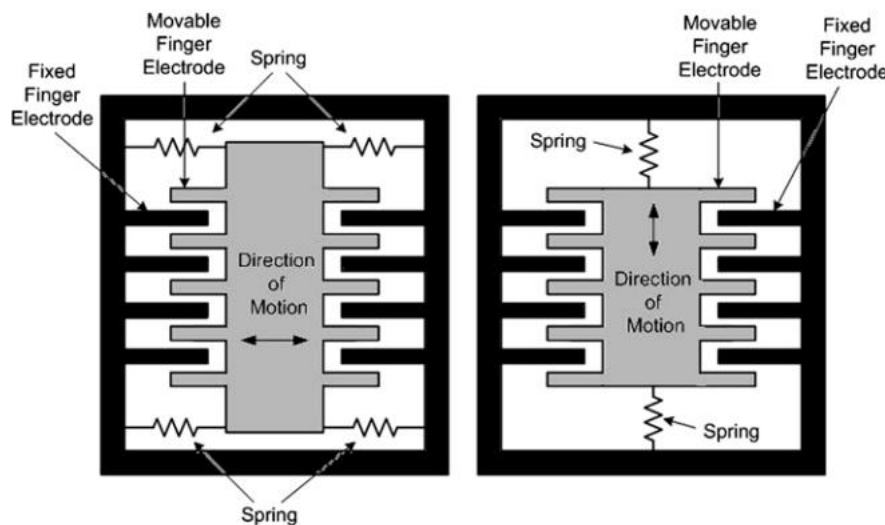 Movable
Finger
Electrode
Spring
Fixed
Finger
Electrode
Direction
of
Motion
Spring
Movable
Finger
Electrode
Fixed
Finger
Electrode
Spring
Direction
of
Motion
Spring